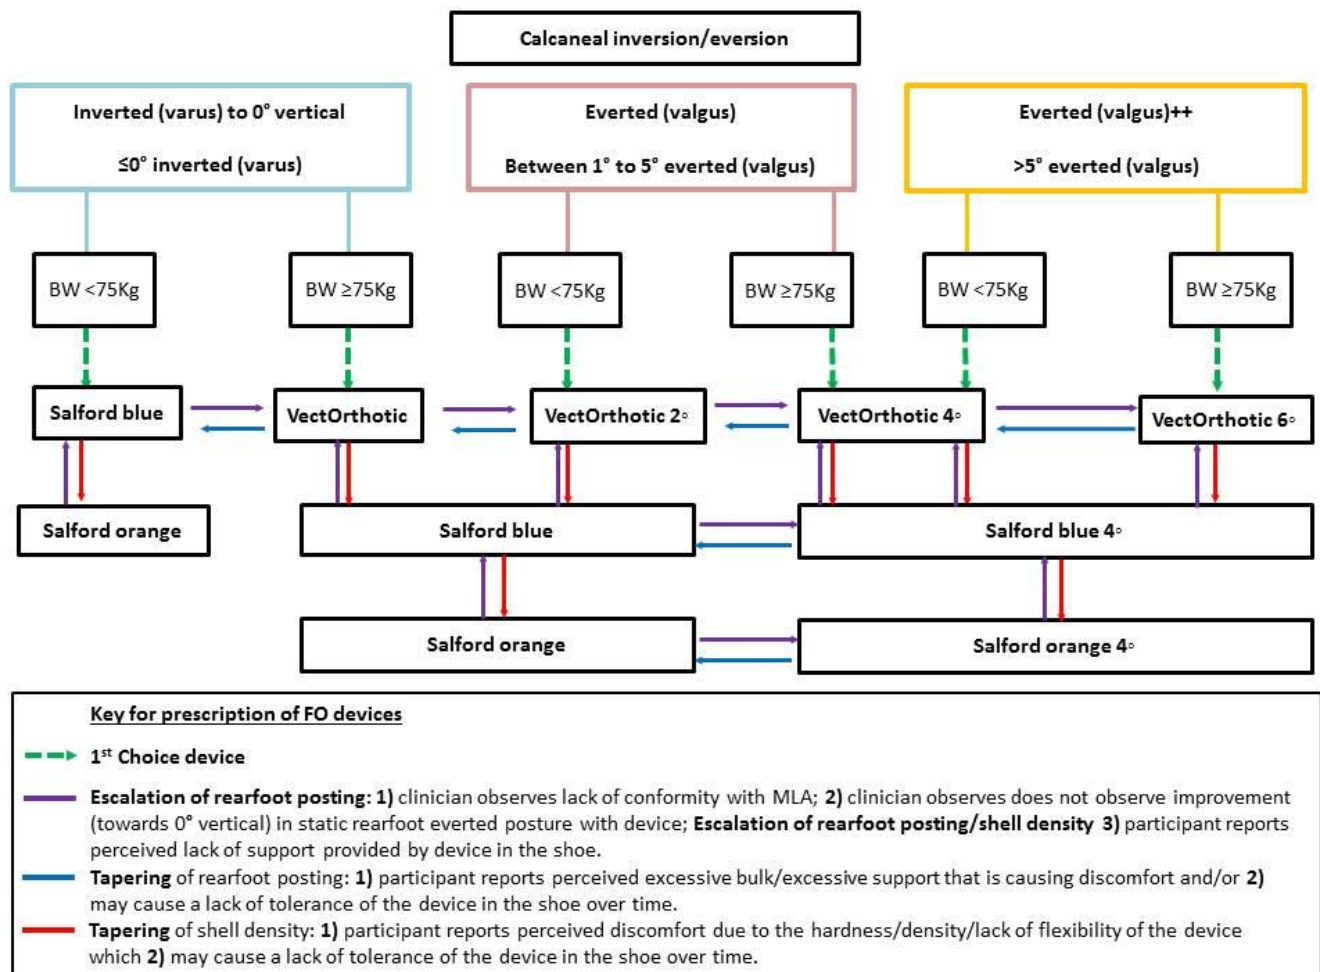 Calcaneal inversion/eversion
Inverted (varus) to 0° vertical
≤0° inverted (varus)
Everted (valgus)
Between 1° to 5° everted (valgus)
Everted (valgus)++
>5° everted (valgus)
BW <75Kg
BW ≥75Kg
BW <75Kg
BW ≥75Kg
BW <75Kg
BW ≥75Kg
Salford blue
VectOrthotic
VectOrthotic 2◦
VectOrthotic 4◦
VectOrthotic 6◦
Salford orange
Salford blue
Salford blue 4◦
Salford orange
Salford orange 4◦
Key for prescription of FO devices
1st Choice device
Escalation of rearfoot posting: 1) clinician observes lack of conformity with MLA; 2) clinician observes does not observe improvement
(towards 0° vertical) in static rearfoot everted posture with device; Escalation of rearfoot posting/shell density 3) participant reports
perceived lack of support provided by device in the shoe.
Tapering of rearfoot posting: 1) participant reports perceived excessive bulk/excessive support that is causing discomfort and/or 2)
may cause a lack of tolerance of the device in the shoe over time.
Tapering of shell density: 1) participant reports perceived discomfort due to the hardness/density/lack of flexibility of the device
which 2) may cause a lack of tolerance of the device in the shoe over time.